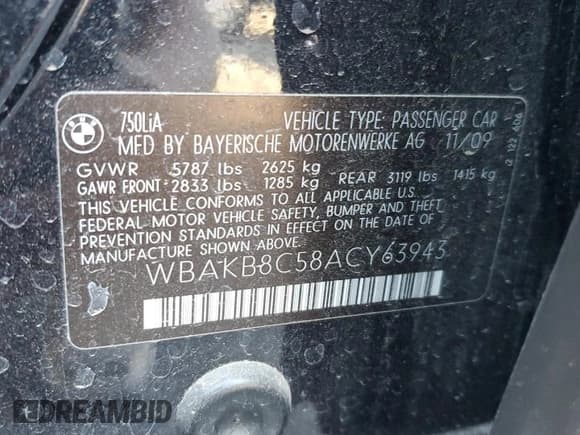 BMW
750LiA VEHICLE TYPE: PASSENGER CAR
MFD BY BAYERISCHE MOTORENWERKE AG 11/09
GVWR 5787 lbs 2625 kg
GAWR FRONT: 2833 lbs 1285 kg REAR 3119 lbs 1415 kg
THIS VEHICLE CONFORMS TO ALL APPLICABLE U.S.
FEDERAL MOTOR VEHICLE SAFETY, BUMPER AND THEFT
PREVENTION STANDARDS IN EFFECT ON THE DATE OF
MANUFACTURE SHOWN ABOVE.
WBAKB8C58ACY63943
DREAMBID